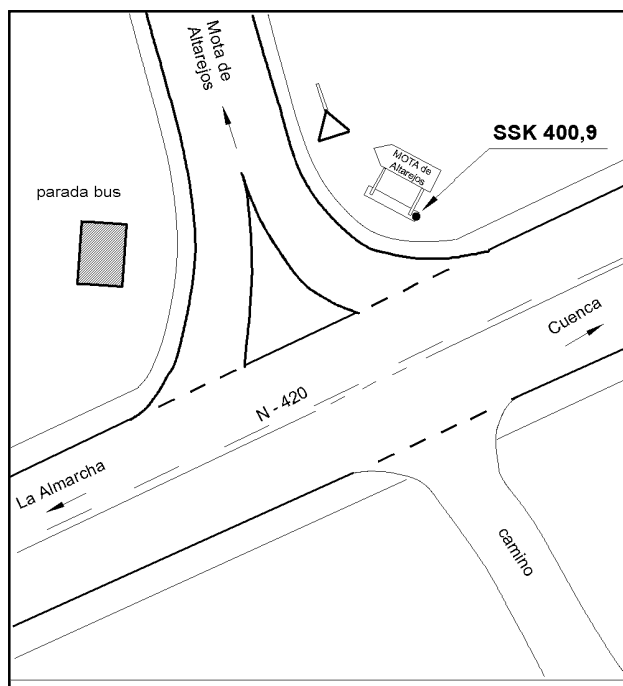 Mota de
Altarejos
SSK 400,9
MOTA de
Altarejos
parada bus
Cuenca
N - 420
La Almarcha
camino